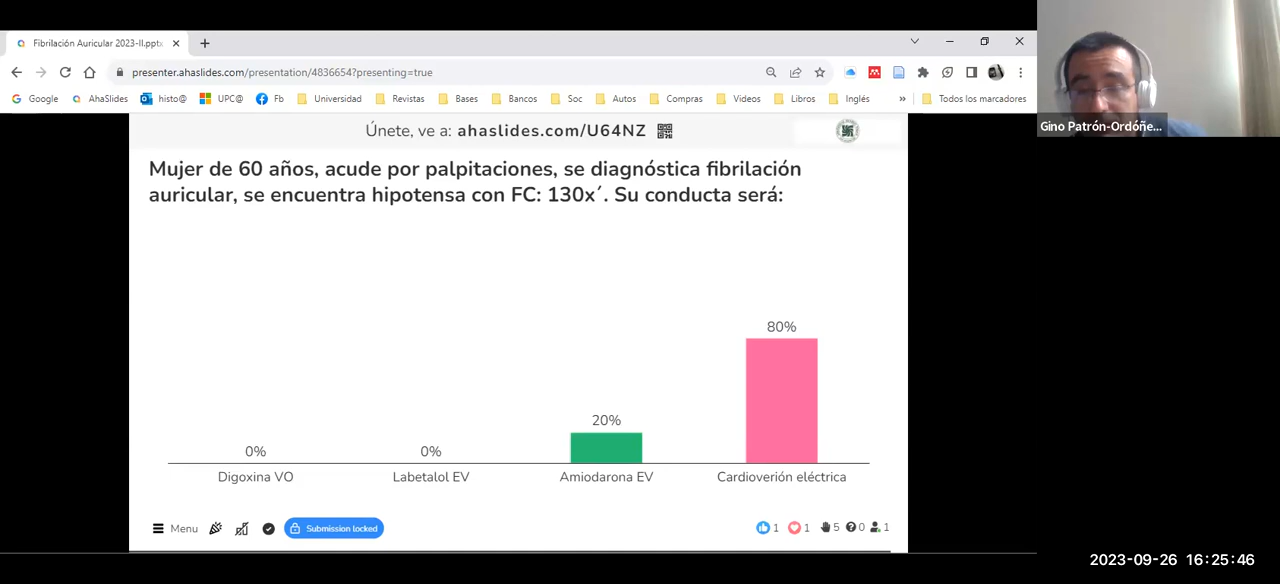 Fibrilación Auricular 2023-II.pptx
presenter.ahaslides.com/presentation/4836654?presenting=true
Google AhaSlides histo@ UPC@ Fb Universidad Revistas Bases Bancos Soc Autos Compras Videos Libros Inglés » Todos los marcadores
Gino Patrón-Ordóñe...
Únete, ve a: ahaslides.com/U64NZ
Mujer de 60 años, acude por palpitaciones, se diagnóstica fibrilación
auricular, se encuentra hipotensa con FC: 130x´. Su conducta será:
80%
20%
0% 0%
Digoxina VO Labetalol EV Amiodarona EV Cardioverión eléctrica
Menu Submission locked 1 1 5 0 1
2023-09-26 16:25:46